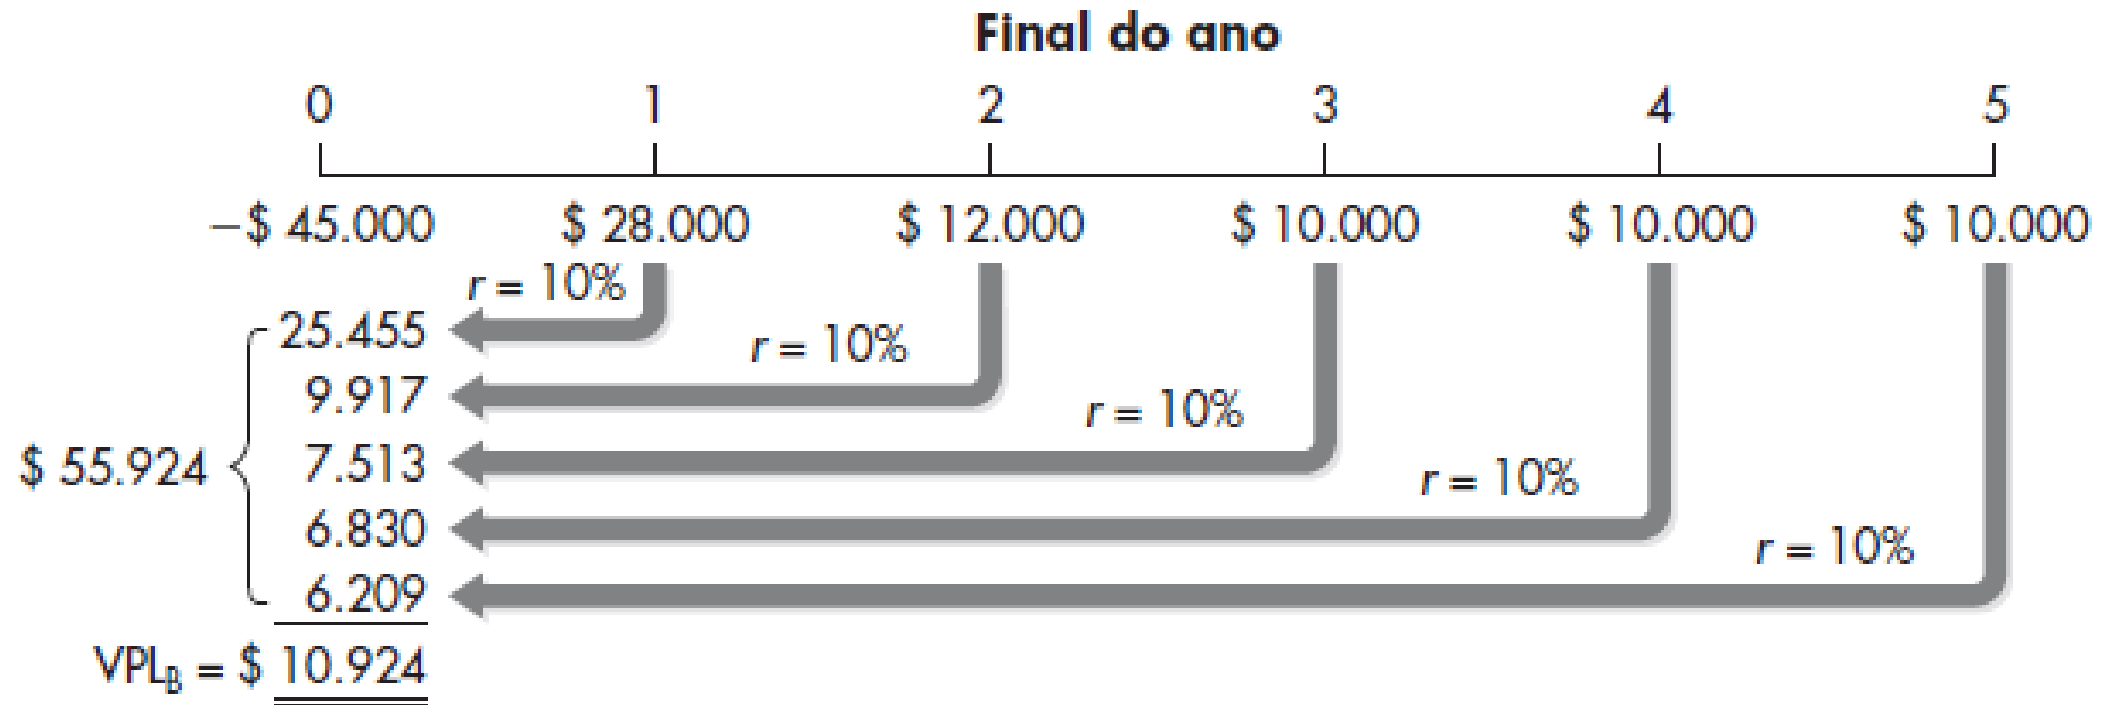 Final do ano
0 1 2 3 4 5
–$ 45.000 $ 28.000 $ 12.000 $ 10.000 $ 10.000 $ 10.000
r = 10%
25.455
r = 10%
9.917
r = 10%
$ 55.924 7.513
r = 10%
6.830
r = 10%
6.209
VPL_B = $ 10.924